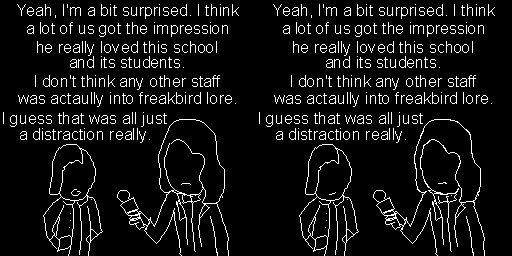 Yeah, I'm a bit surprised. I think
a lot of us got the impression
he really loved this school
and its students.
I don't think any other staff
was actaully into freakbird lore.
I guess that was all just
a distraction really.
Yeah, I'm a bit surprised. I think
a lot of us got the impression
he really loved this school
and its students.
I don't think any other staff
was actaully into freakbird lore.
I guess that was all just
a distraction really.